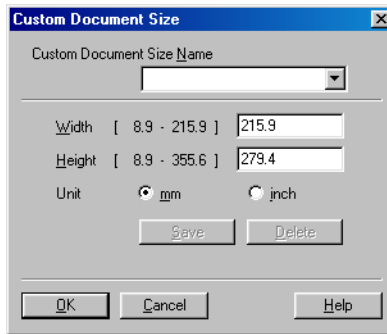 Custom Document Size
Custom Document Size Name
Width [ 8.9 - 215.9 ] 215.9
Height [ 8.9 - 355.6 ] 279.4
Unit mm inch
Save Delete
OK Cancel Help